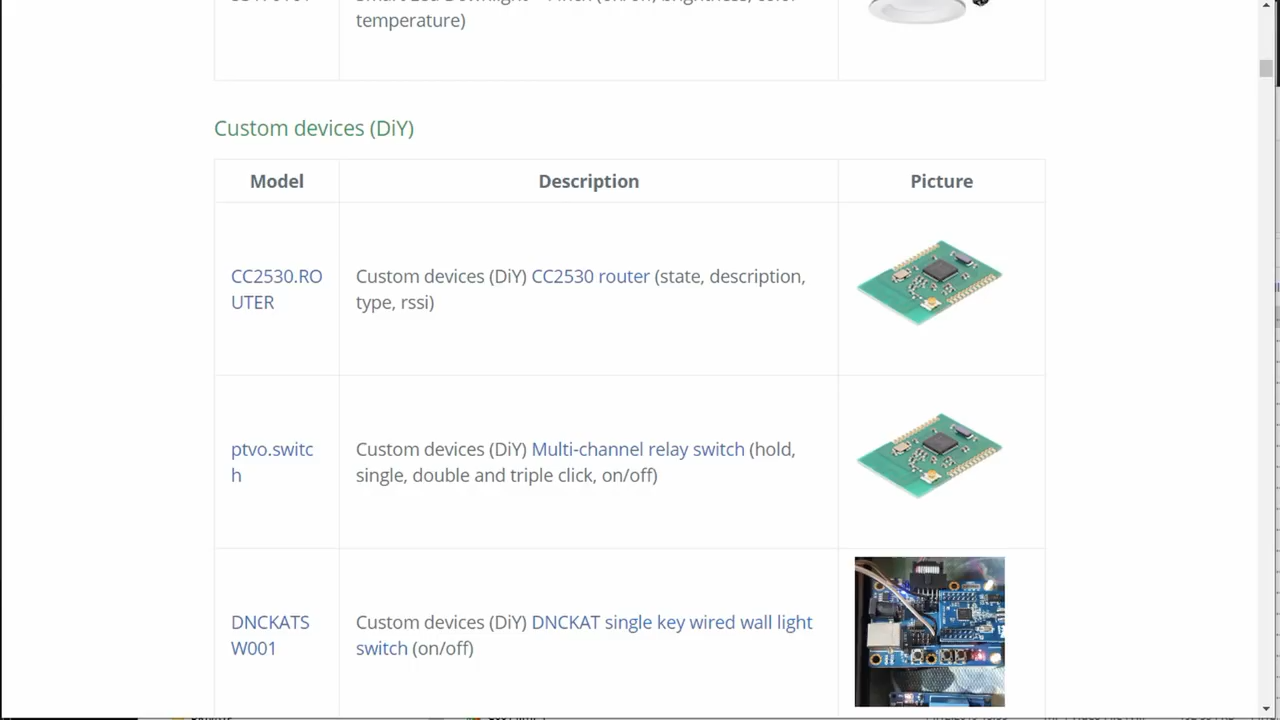 temperature)
Custom devices (DiY)
Model Description Picture
CC2530.RO
UTER
Custom devices (DiY) CC2530 router (state, description,
type, rssi)
ptvo.switc
h
Custom devices (DiY) Multi-channel relay switch (hold,
single, double and triple click, on/off)
DNCKATS
W001
Custom devices (DiY) DNCKAT single key wired wall light
switch (on/off)